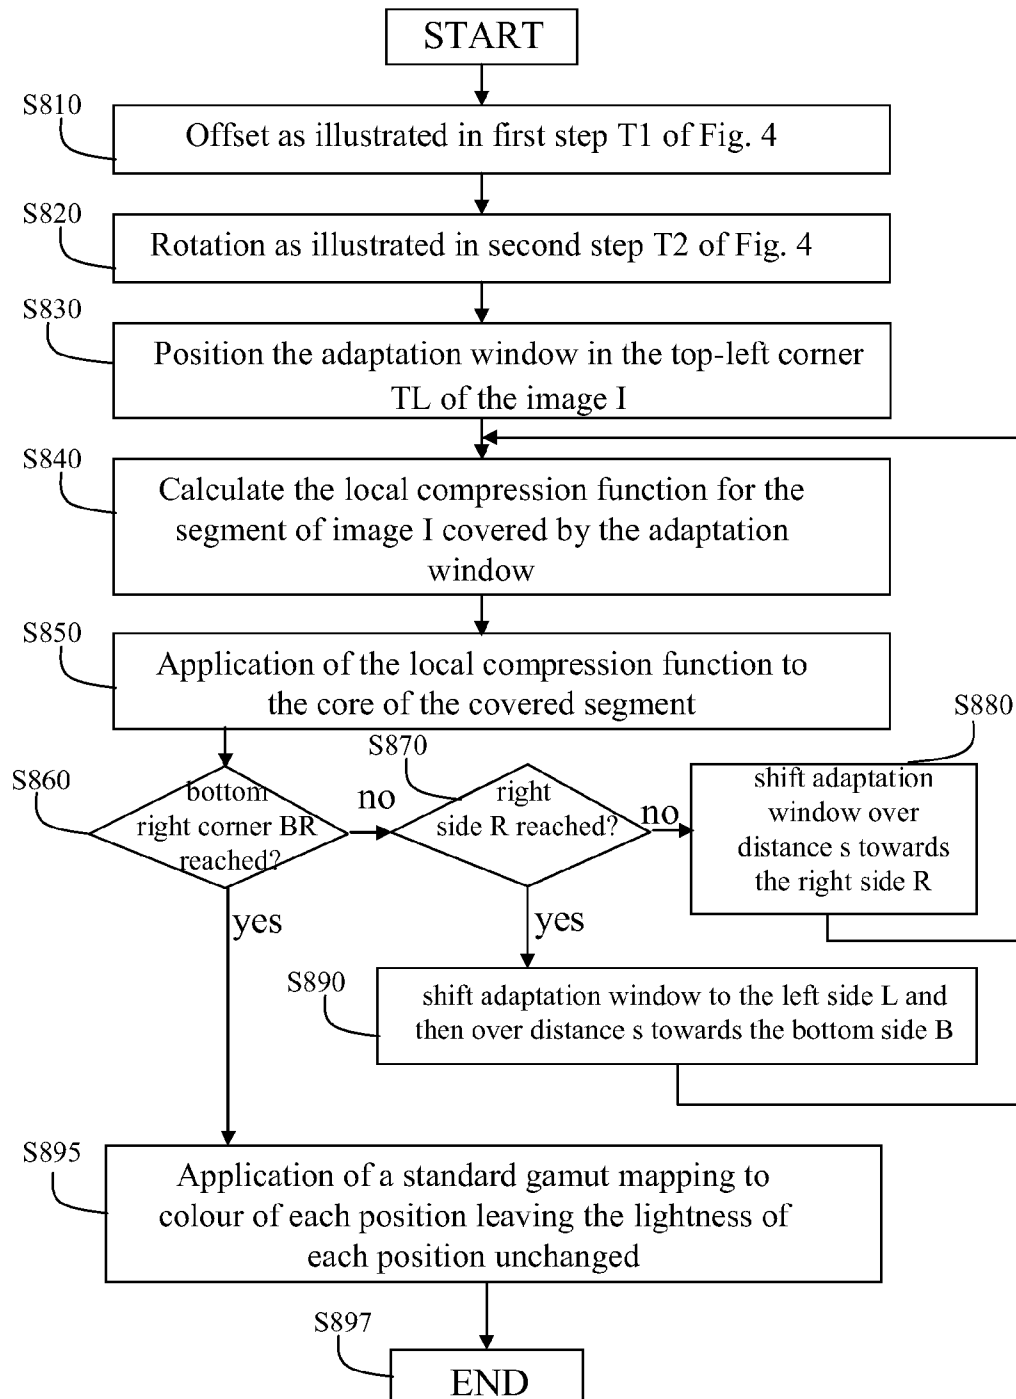 START
S810
Offset as illustrated in first step T1 of Fig. 4
S820
Rotation as illustrated in second step T2 of Fig. 4
S830
Position the adaptation window in the top-left corner
TL of the image I
S840
Calculate the local compression function for the
segment of image I covered by the adaptation
window
S850
Application of the local compression function to
the core of the covered segment
S860
bottom
right corner BR
reached?
no
yes
S870
right
side R reached?
no
yes
S880
shift adaptation
window over
distance s towards
the right side R
S890
shift adaptation window to the left side L and
then over distance s towards the bottom side B
S895
Application of a standard gamut mapping to
colour of each position leaving the lightness of
each position unchanged
S897
END